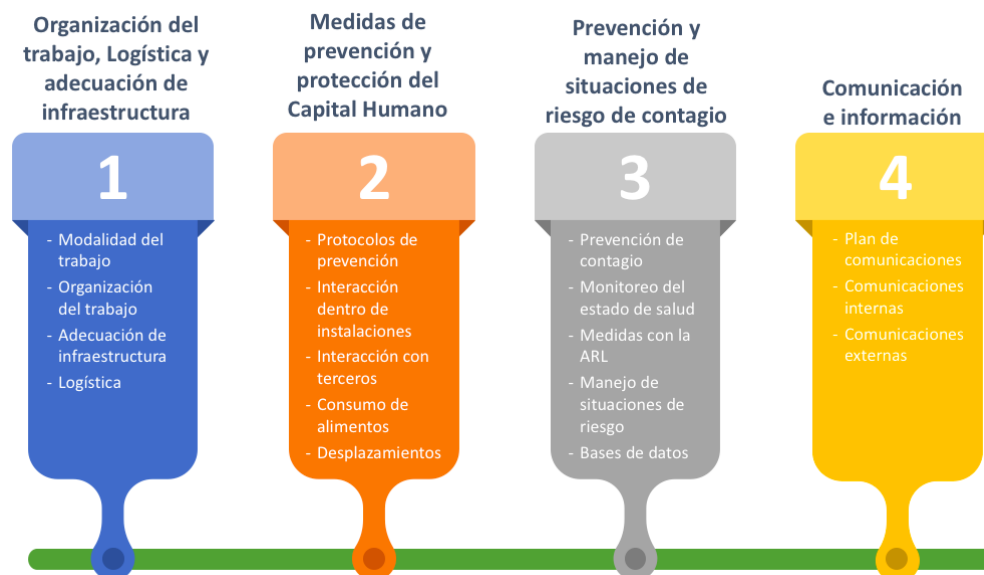 Organización del
trabajo, Logística y
adecuación de
infraestructura
1
- Modalidad del
trabajo
- Organización
del trabajo
- Adecuación de
infraestructura
- Logística
Medidas de
prevención y
protección del
Capital Humano
2
- Protocolos de
prevención
- Interacción
dentro de
instalaciones
- Interacción con
terceros
- Consumo de
alimentos
- Desplazamientos
Prevención y
manejo de
situaciones de
riesgo de contagio
3
- Prevención de
contagio
- Monitoreo del
estado de salud
- Medidas con la
ARL
- Manejo de
situaciones de
riesgo
- Bases de datos
Comunicación
e información
4
- Plan de
comunicaciones
- Comunicaciones
internas
- Comunicaciones
externas